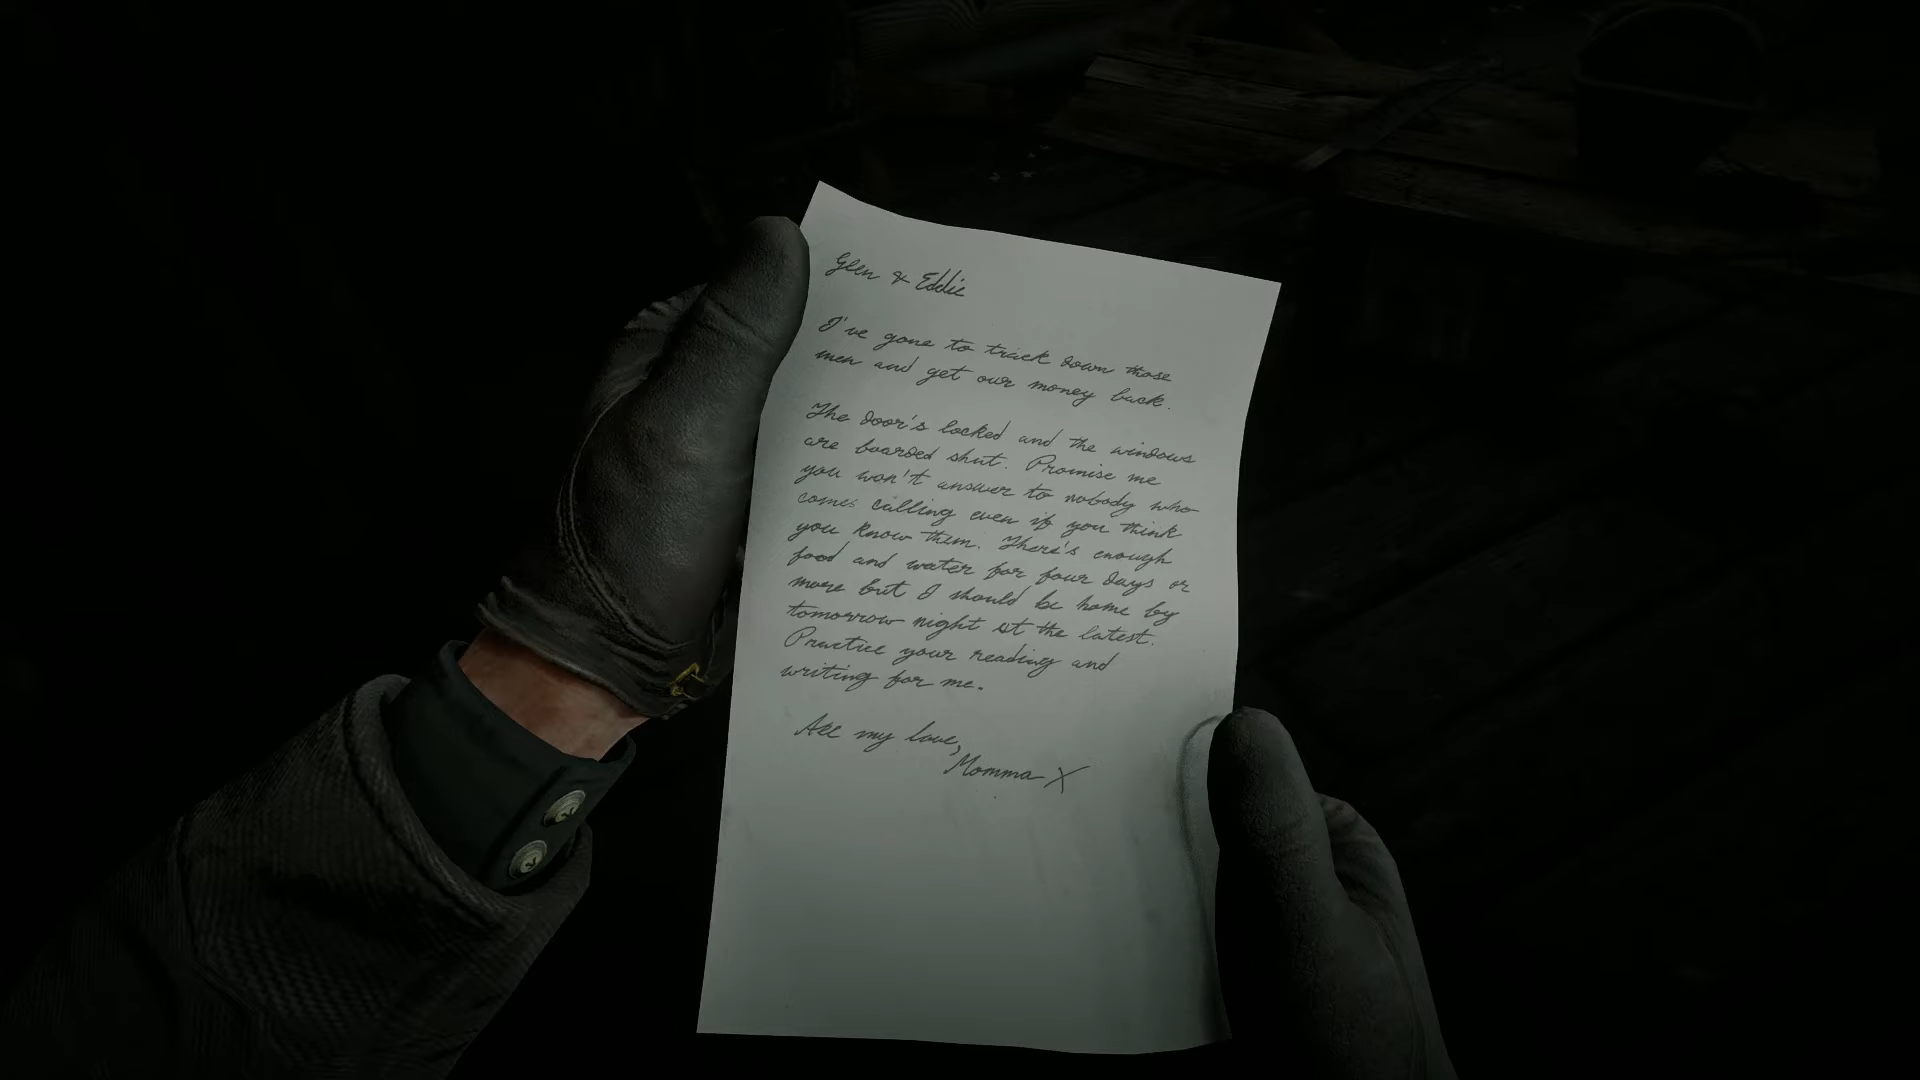 Glen & Eddie
I've gone to track down those
men and get our money back.
The door's locked and the windows
are boarded shut. Promise me
you won't answer to nobody who
comes calling even if you think
you know them. There's enough
food and water for four days or
more but I should be home by
tomorrow night at the latest.
Practice your reading and
writing for me.
All my love,
Momma X